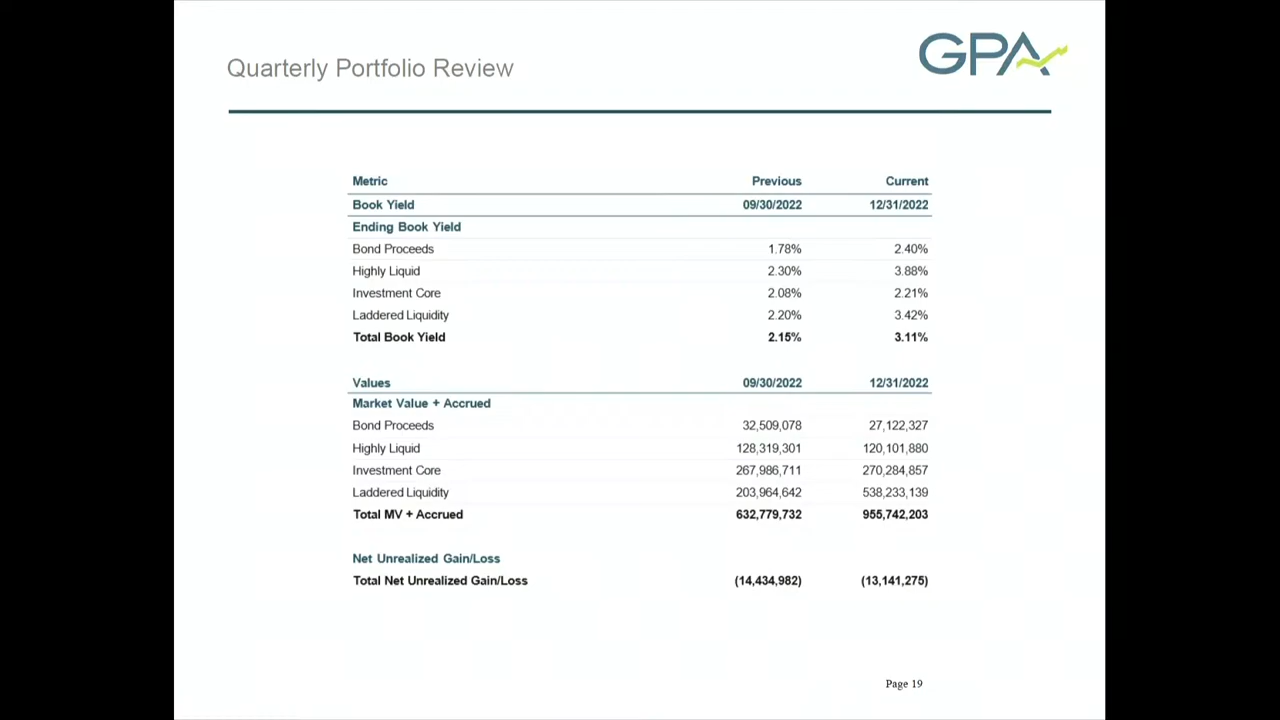 GPA
Quarterly Portfolio Review
Metric Previous Current
Book Yield 09/30/2022 12/31/2022
Ending Book Yield
Bond Proceeds 1.78% 2.40%
Highly Liquid 2.30% 3.88%
Investment Core 2.08% 2.21%
Laddered Liquidity 2.20% 3.42%
Total Book Yield 2.15% 3.11%
Values 09/30/2022 12/31/2022
Market Value + Accrued
Bond Proceeds 32,509,078 27,122,327
Highly Liquid 128,319,301 120,101,880
Investment Core 267,986,711 270,284,857
Laddered Liquidity 203,964,642 538,233,139
Total MV + Accrued 632,779,732 955,742,203
Net Unrealized Gain/Loss
Total Net Unrealized Gain/Loss (14,434,982) (13,141,275)
Page 19